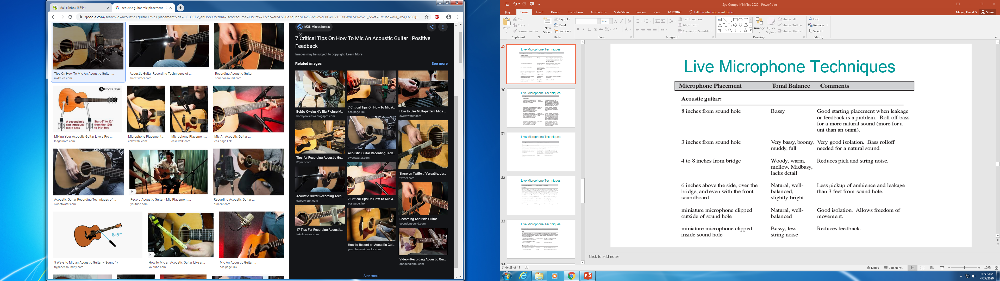 Mail :: Inbox (6854)
acoustic guitar mic placement - G
google.com/search?q=acoustic+guitar+mic+placement&rlz=1C1GCEV_enUS899&tbm=isch&source=iu&ictx=1&fir=euvFSDueXqLbnM%253A%252CuGk4lV1OYKW8FM%252C_&vet=1&usg=AI4_-kSQ9k6Oj...
Tips On How To Mic An Acoustic Guitar ...
mxlmics.com
Acoustic Guitar Recording Techniques of ...
sweetwater.com
Recording Acoustic Guitar
soundonsound.com
LN LEDGER NOTE
A second mic
can introduce
more bass
Start 6" to 12"
from the 12th
to 14th fret
Miking Your Acoustic Guitar Like a Pro ...
ledgernote.com
Microphone Placement...
cakewalk.com
Microphone Placement...
cakewalk.com
Mic An Acoustic Guitar ...
ecs.page.link
Acoustic Guitar Recording Techniques of ...
sweetwater.com
Record Acoustic Guitar - Mic Placement ...
youtube.com
Recording Acoustic Guitar ...
audient.com
8-9"
5 Ways to Mic an Acoustic Guitar – Soundfly
flypaper.soundfly.com
How to Mic an Acoustic Guitar Like a ...
youtube.com
Mic An Acoustic Guitar ...
ecs.page.link
MXL Microphones
7 Critical Tips On How To Mic An Acoustic Guitar | Positive
Feedback
Images may be subject to copyright. Learn More
Related images
See more
Bobby Owsinski's Big Picture M...
bobbyowsinski.blogspot.com
7 Critical Tips On How To Mic A...
ecs.page.link
How to Use Multi-pattern Mics ...
sweetwater.com
Tips for Recording Acoustic Gu...
l2pnet.com
Acoustic Guitar Recording Tech...
sweetwater.com
Shure on Twitter: "Versatile, dur...
twitter.com
Acoustic Guitar Recording Tech...
sweetwater.com
7 Critical Tips On How To Mic A...
ecs.page.link
Recording Acoustic Guitar
soundonsound.com
17 Tips For Recording Acoustic...
takelessons.com
How to Record an Acoustic Gui...
youtubemusicsucks.com
Video - Recording Acoustic Gui...
apogeedigital.com
See more
Sys_Comps_MixMics_2020 - PowerPoint
File Home Insert Design Transitions Animations Slide Show Review View ACROBAT Tell me what you want to do...
Meyer, David G Share
Paste
Cut
Copy
Format Painter
Clipboard
New
Slide
Layout
Reset
Section
Slides
24+
Font
Text Direction
Align Text
Convert to SmartArt
Paragraph
Arrange
Quick
Styles
Shape Fill
Shape Outline
Shape Effects
Drawing
Find
Replace
Select
Editing
29
Live Microphone Techniques
30
Live Microphone Techniques
31
Live Microphone Techniques
32
Live Microphone Techniques
33
Live Microphone Techniques
Live Microphone Techniques
Microphone Placement Tonal Balance Comments
Acoustic guitar:
8 inches from sound hole Bassy Good starting placement when leakage
or feedback is a problem. Roll off bass
for a more natural sound (more for a
uni than an omni).
3 inches from sound hole Very bassy, boomy, Very good isolation. Bass rolloff
muddy, full needed for a natural sound.
4 to 8 inches from bridge Woody, warm, Reduces pick and string noise.
mellow. Midbasy,
lacks detail
6 inches above the side, over the Natural, well- Less pickup of ambience and leakage
bridge, and even with the front balanced, than 3 feet from sound hole.
soundboard slightly bright
miniature microphone clipped Natural, well- Good isolation. Allows freedom of
outside of sound hole balanced movement.
miniature microphone clipped Bassy, less Reduces feedback.
inside sound hole string noise
Click to add notes
Slide 29 of 45
Notes Comments 109%
11:59 AM
4/27/2020